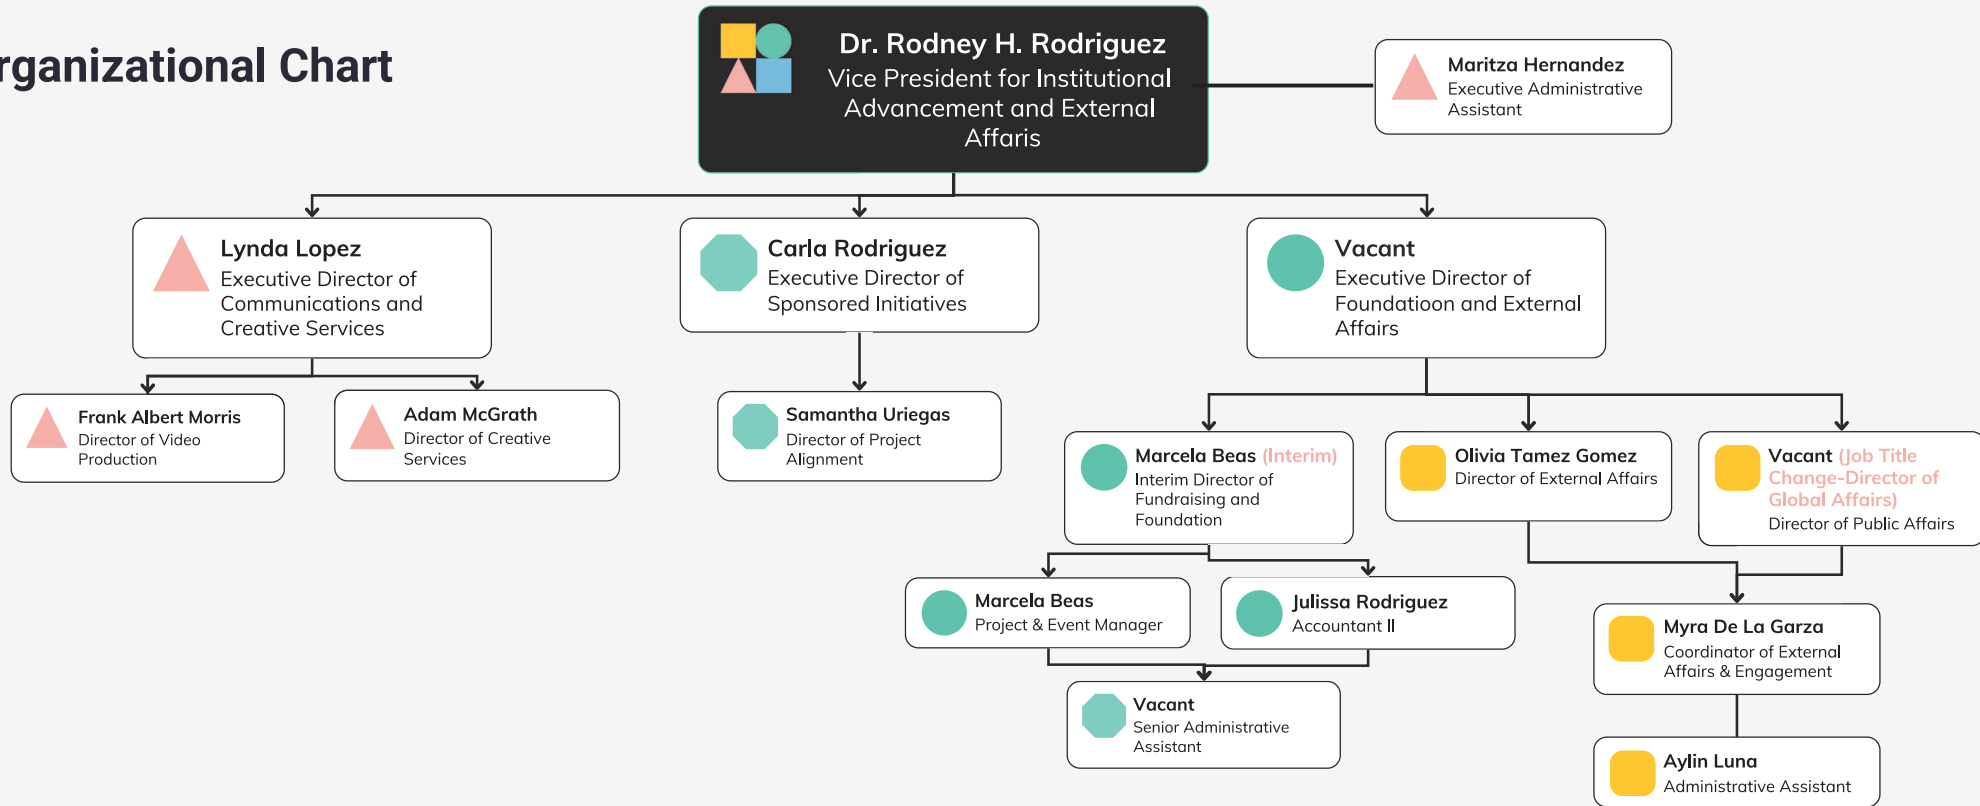 rganizational Chart
Dr. Rodney H. Rodriguez
Vice President for Institutional
Advancement and External
Affaris
Maritza Hernandez
Executive Administrative
Assistant
Lynda Lopez
Executive Director of
Communications and
Creative Services
Carla Rodriguez
Executive Director of
Sponsored Initiatives
Vacant
Executive Director of
Foundatioon and External
Affairs
Frank Albert Morris
Director of Video
Production
Adam McGrath
Director of Creative
Services
Samantha Uriegas
Director of Project
Alignment
Marcela Beas (Interim)
Interim Director of
Fundraising and
Foundation
Olivia Tamez Gomez
Director of External Affairs
Vacant (Job Title
Change-Director of
Global Affairs)
Director of Public Affairs
Marcela Beas
Project & Event Manager
Julissa Rodriguez
Accountant II
Myra De La Garza
Coordinator of External
Affairs & Engagement
Vacant
Senior Administrative
Assistant
Aylin Luna
Administrative Assistant